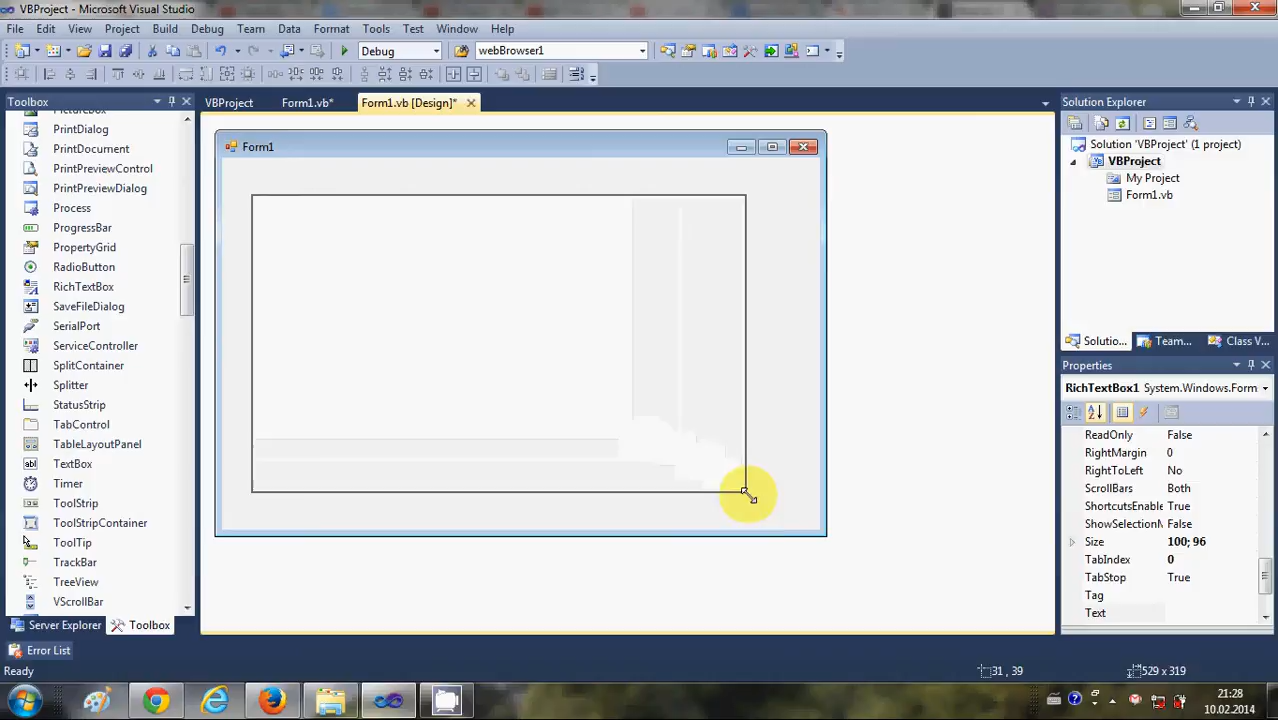 VBProject - Microsoft Visual Studio
File Edit View Project Build Debug Team Data Format Tools Test Window Help
Debug webBrowser1
Toolbox
VBProject Form1.vb* Form1.vb [Design]*
Solution Explorer
Form1
PrintDialog
PrintDocument
PrintPreviewControl
PrintPreviewDialog
Process
ProgressBar
PropertyGrid
RadioButton
RichTextBox
SaveFileDialog
SerialPort
ServiceController
SplitContainer
Splitter
StatusStrip
TabControl
TableLayoutPanel
TextBox
Timer
ToolStrip
ToolStripContainer
ToolTip
TrackBar
TreeView
VScrollBar
Server Explorer Toolbox
Solution 'VBProject' (1 project)
VBProject
My Project
Form1.vb
Solutio... Team... Class V...
Properties
RichTextBox1 System.Windows.Form
ReadOnly False
RightMargin 0
RightToLeft No
ScrollBars Both
ShortcutsEnable True
ShowSelectionM False
Size 100; 96
TabIndex 0
TabStop True
Tag
Text
Error List
Ready 31 , 39 529 x 319
21:28
10.02.2014